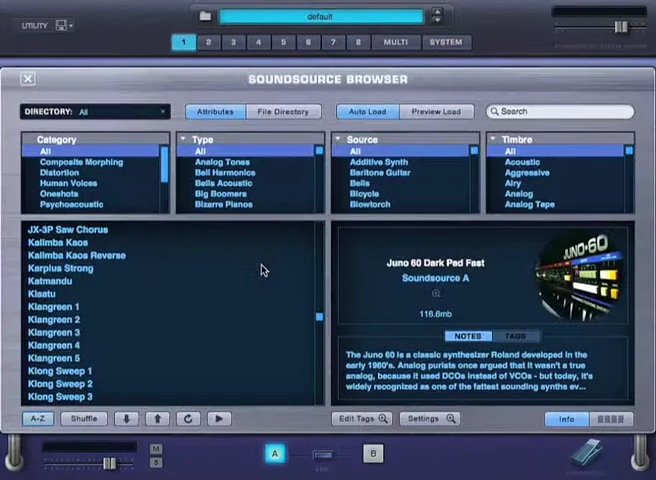 default
UTILITY
1 2 3 4 5 6 7 8 MULTI SYSTEM
SOUNDSOURCE BROWSER
DIRECTORY: All
Attributes File Directory Auto Load Preview Load Search
Category Type Source Timbre
All All All All
Composite Morphing Analog Tones Additive Synth Acoustic
Distortion Bell Harmonics Baritone Guitar Aggressive
Human Voices Bells Acoustic Bells Airy
Oneshots Big Boomers Bicycle Analog
Psychoacoustic Bizarre Pianos Blowtorch Analog Tape
JX-3P Saw Chorus
Kalimba Kaos
Kalimba Kaos Reverse
Karplus Strong
Katmandu
Klaatu
Klangreen 1
Klangreen 2
Klangreen 3
Klangreen 4
Klangreen 5
Klong Sweep 1
Klong Sweep 2
Klong Sweep 3
Juno 60 Dark Pad Fast
Soundsource A
116.6mb
JUNO-60
NOTES TAGS
The Juno 60 is a classic synthesizer Roland developed in the
early 1980's. Analog purists once argued that it wasn't a true
analog, because it used DCOs instead of VCOs - but today, it's
widely recognized as one of the fattest sounding synths ev...
A-Z Shuffle Edit Tags Settings Info
M
S
A B